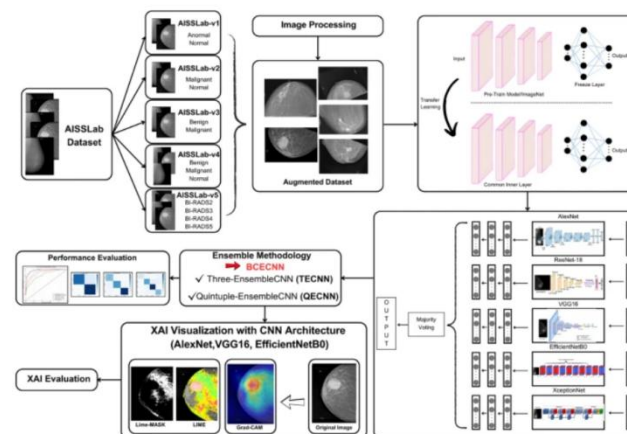 AISSLab
Dataset
AISSLab-v1
Anormal
Normal
AISSLab-v2
Malignant
Normal
AISSLab-v3
Benign
Malignant
AISSLab-v4
Benign
Malignant
Normal
AISSLab-v5
BI-RADS2
BI-RADS3
BI-RADS4
BI-RADS5
Image Processing
Augmented Dataset
Input
Output
Pre-Train Model/ImageNet
Freeze Layer
Transfer
Learning
Output
Common Inner Layer
AlexNet
ResNet-18
VGG16
EfficientNetB0
XceptionNet
Majority
Voting
OUTPUT
Ensemble Methodology
BCECNN
✓ Three-EnsembleCNN (TECNN)
✓Quintuple-EnsembleCNN (QECNN)
Performance Evaluation
XAI Visualization with CNN Architecture
(AlexNet,VGG16, EfficientNetB0)
Lime-MASK
LIME
Grad-CAM
Original Image
XAI Evaluation